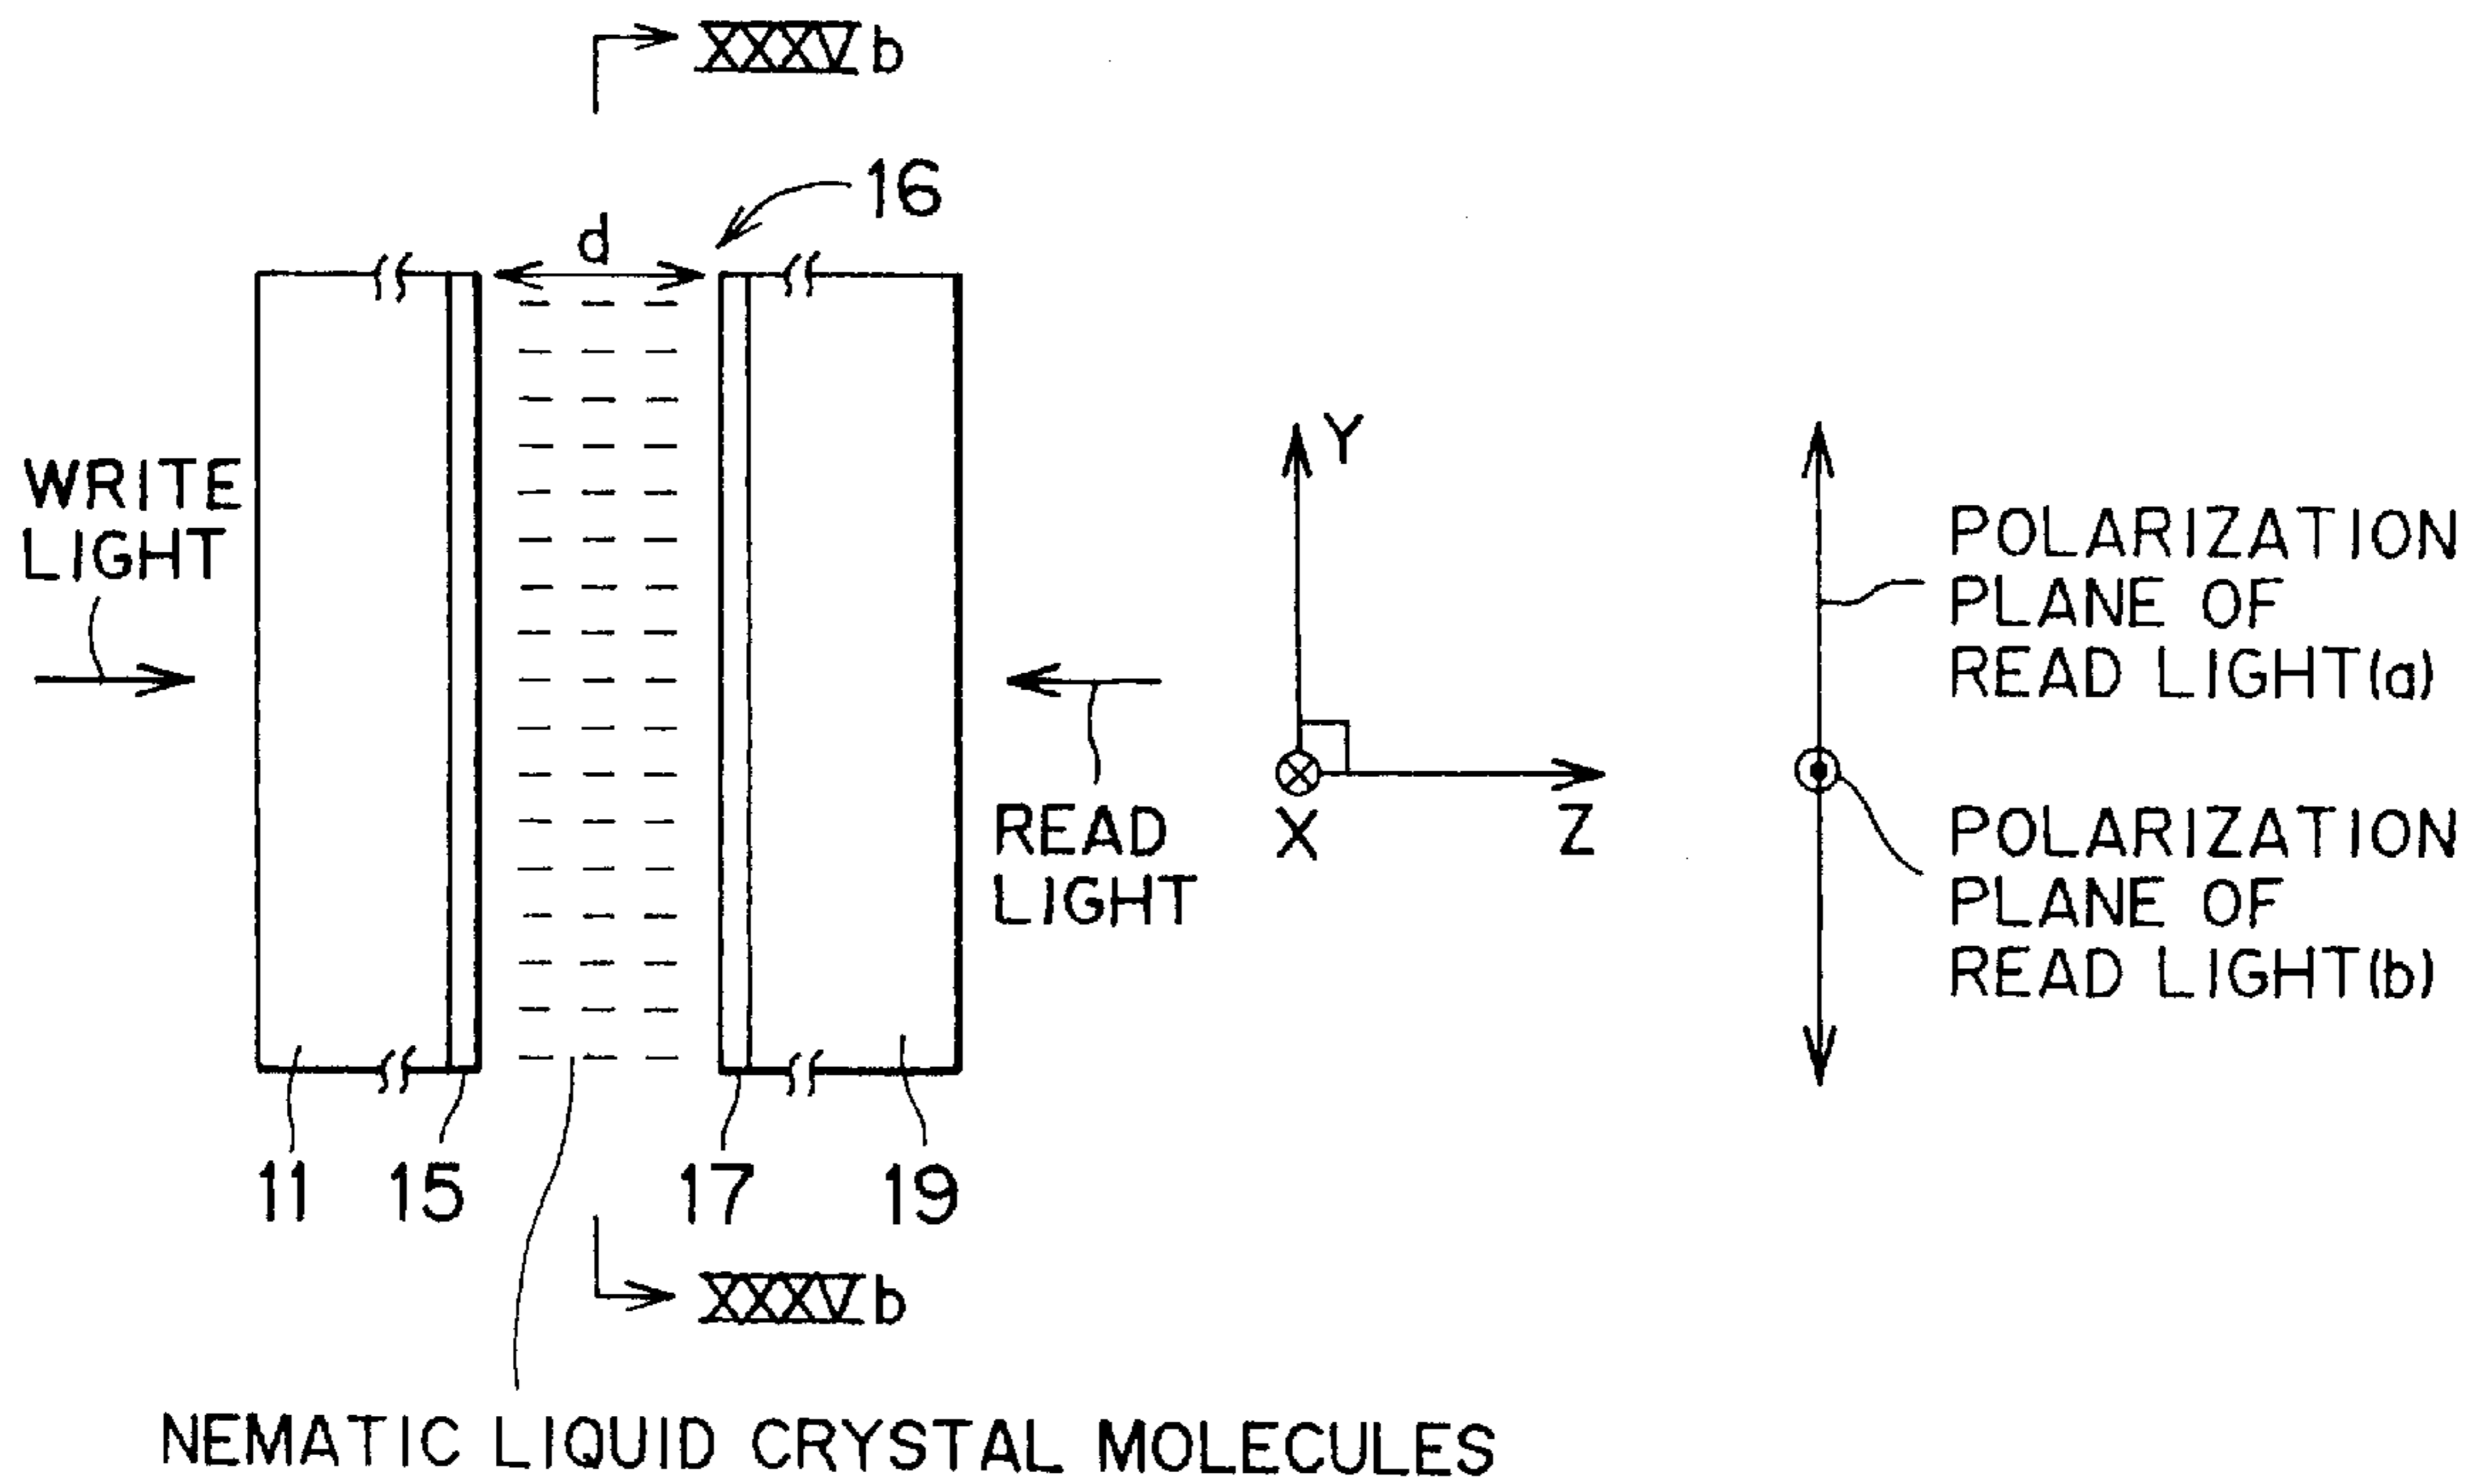 XXXVb
16
d
WRITE
LIGHT
Y
POLARIZATION
PLANE OF
READ LIGHT(a)
X
Z
READ
LIGHT
POLARIZATION
PLANE OF
READ LIGHT(b)
11
15
17
19
XXXVb
NEMATIC LIQUID CRYSTAL MOLECULES